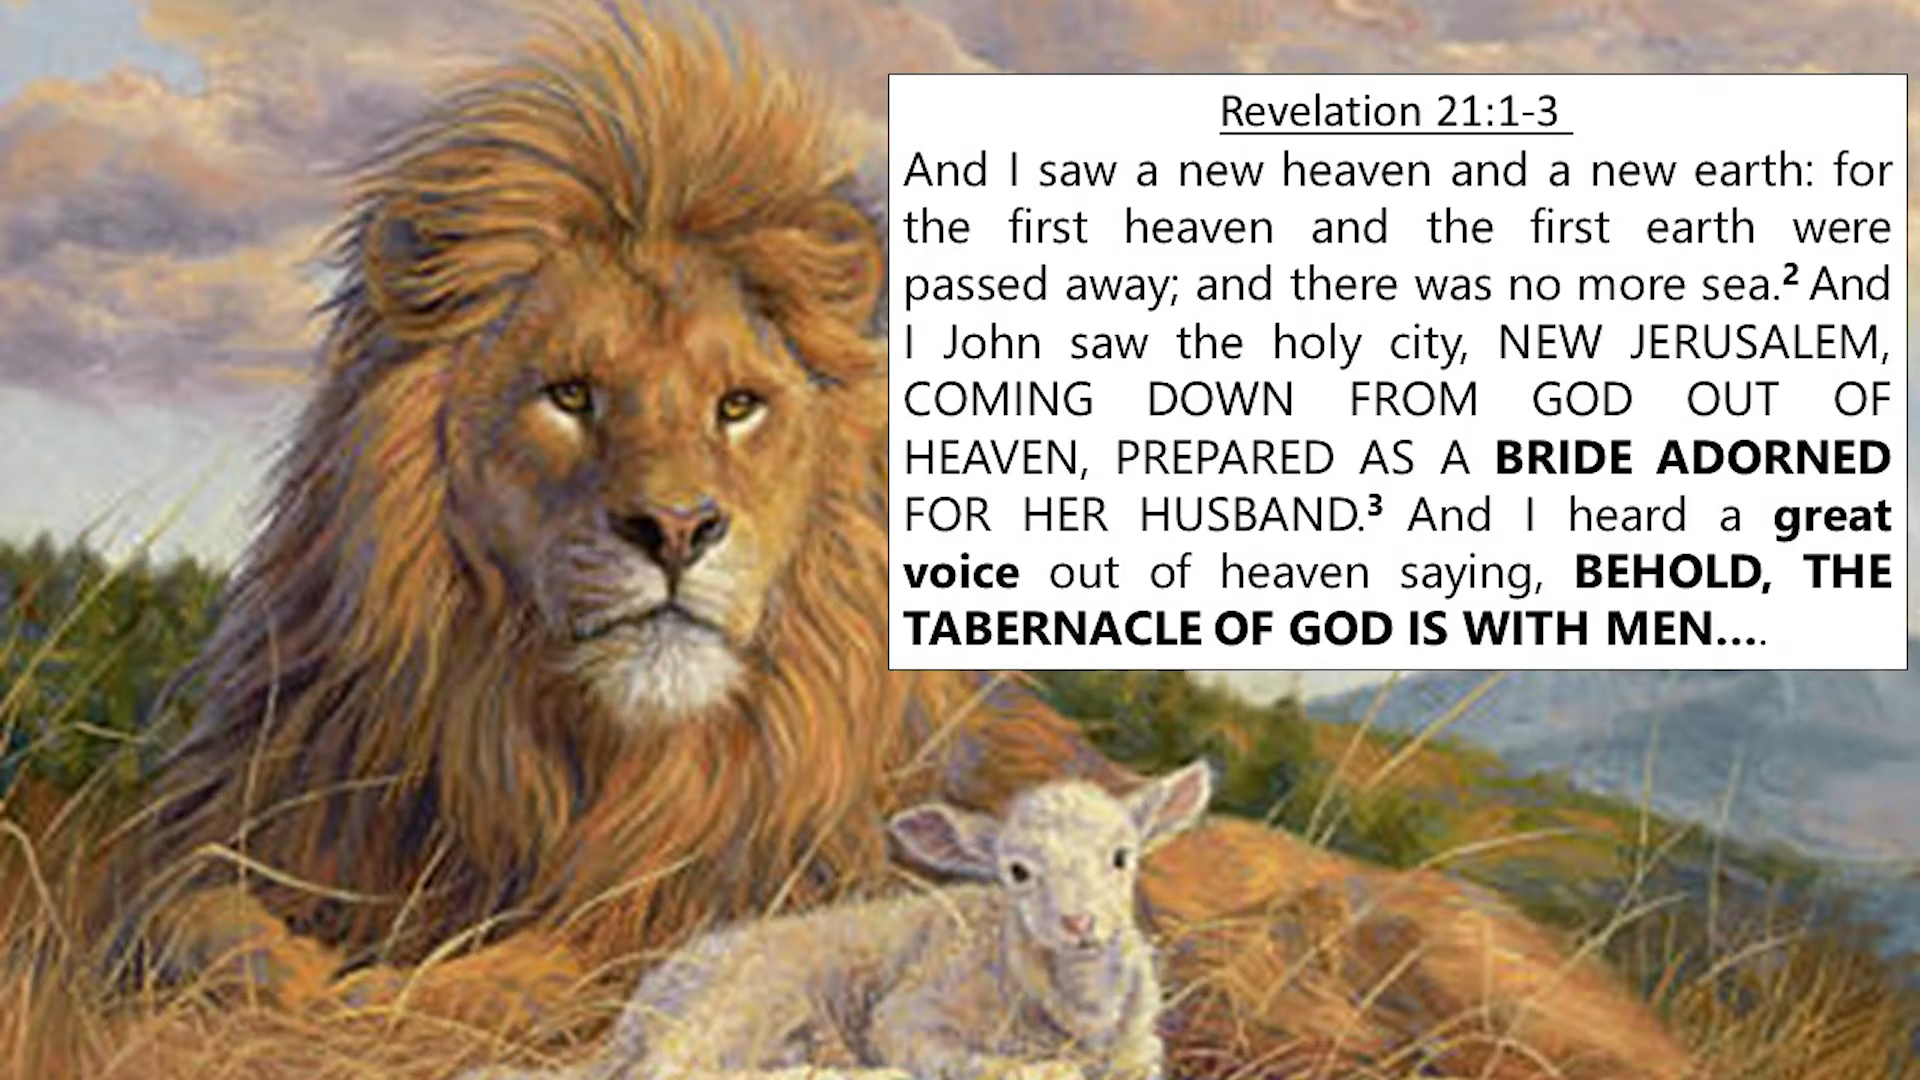 Revelation 21:1-3
And I saw a new heaven and a new earth: for
the first heaven and the first earth were
passed away; and there was no more sea.² And
I John saw the holy city, NEW JERUSALEM,
COMING DOWN FROM GOD OUT OF
HEAVEN, PREPARED AS A BRIDE ADORNED
FOR HER HUSBAND.³ And I heard a great
voice out of heaven saying, BEHOLD, THE
TABERNACLE OF GOD IS WITH MEN....